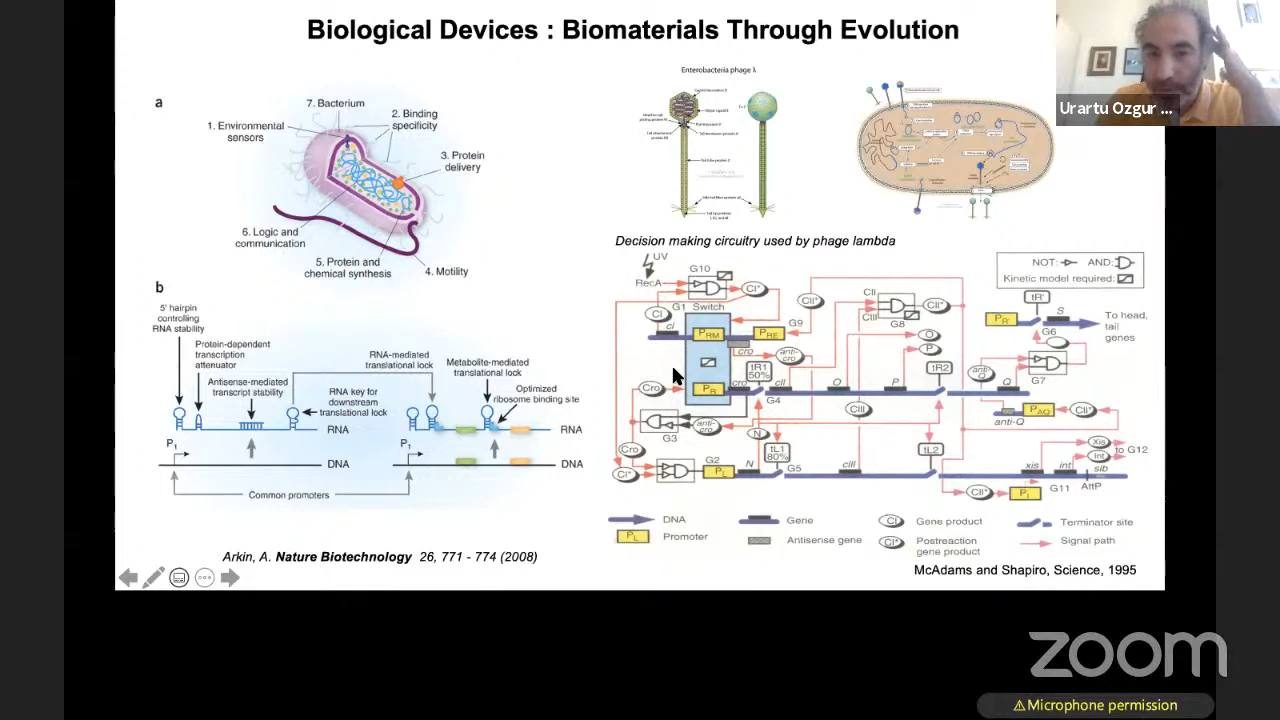 Biological Devices : Biomaterials Through Evolution
Urartu Ozgur ...
a
7. Bacterium
1. Environmental
sensors
2. Binding
specificity
3. Protein
delivery
6. Logic and
communication
5. Protein and
chemical synthesis
4. Motility
b
5' hairpin
controlling
RNA stability
Protein-dependent
transcription
attenuator
Antisense-mediated
transcript stability
RNA-mediated
translational lock
RNA key for
downstream
translational lock
Metabolite-mediated
translational lock
Optimized
ribosome binding site
RNA
RNA
P1
P1
DNA
DNA
Common promoters
Arkin, A. Nature Biotechnology 26, 771 - 774 (2008)
Enterobacteria phage λ
Decision making circuitry used by phage lambda
UV
RecA
G10
CI*
CI
cI
G1 Switch
PRM
PRE
G9
CII*
CII
CIII
G8
CII*
NOT:
AND:
Kinetic model required:
tR'
PR'
S
G6
To head,
tail
genes
cro
anti-
cro
tR1
50%
O
P
tR2
G7
Cro
PR
cro
cII
G4
O
P
Q
anti-
Q
PAQ
CII*
anti-Q
G3
anti-
cro
CIII
N
Cro
CI*
G2
PL
N
tL1
80%
G5
cIII
tL2
xis
int
sib
Xis
Int
to G12
CII*
PI
G11
AttP
DNA
Gene
CI
Gene product
Terminator site
PL
Promoter
Antisense gene
CI*
Postreaction
gene product
Signal path
McAdams and Shapiro, Science, 1995
zoom
Microphone permission